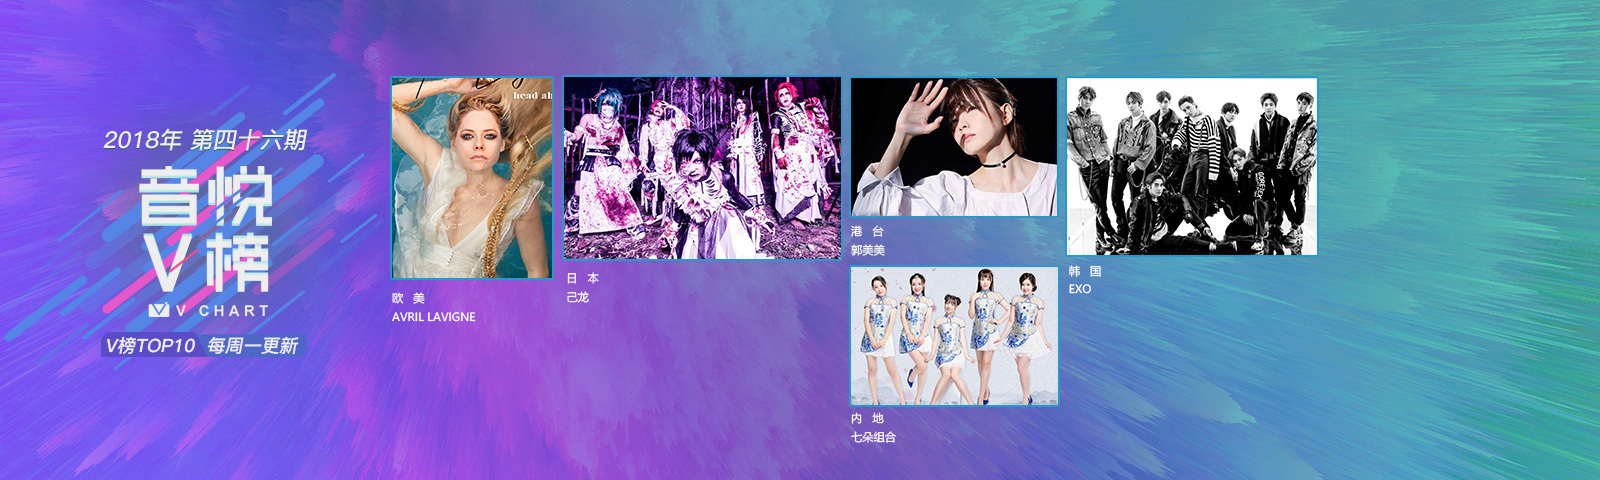 2018年 第四十六期
音悦
V榜
V CHART
V榜TOP10 每周一更新
head ab
欧 美
AVRIL LAVIGNE
日 本
己龙
港 台
郭美美
内 地
七朵组合
韩 国
EXO